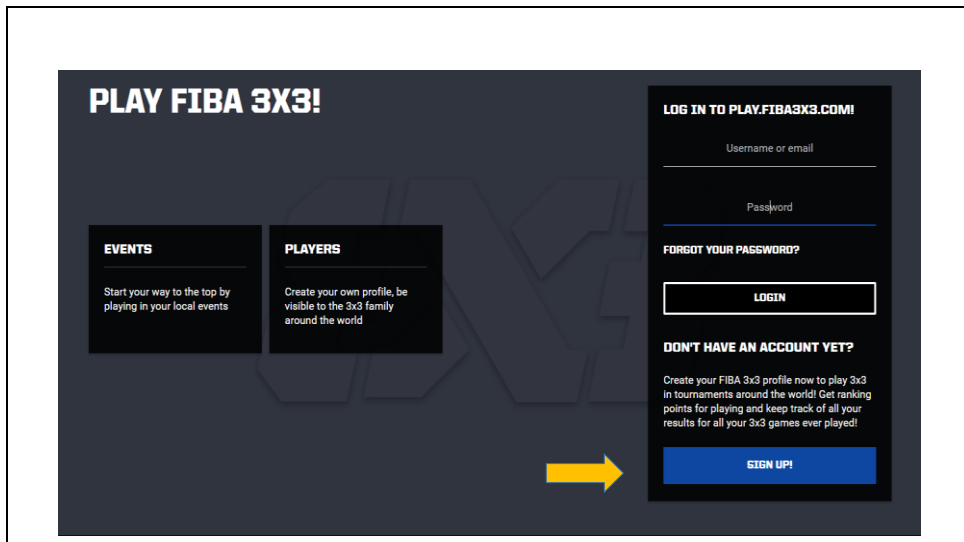 PLAY FIBA 3X3!
EVENTS
Start your way to the top by
playing in your local events
PLAYERS
Create your own profile, be
visible to the 3x3 family
around the world
LOG IN TO PLAY.FIBA3X3.COM!
Username or email
Password
FORGOT YOUR PASSWORD?
LOGIN
DON'T HAVE AN ACCOUNT YET?
Create your FIBA 3x3 profile now to play 3x3
in tournaments around the world! Get ranking
points for playing and keep track of all your
results for all your 3x3 games ever played!
SIGN UP!
3X3